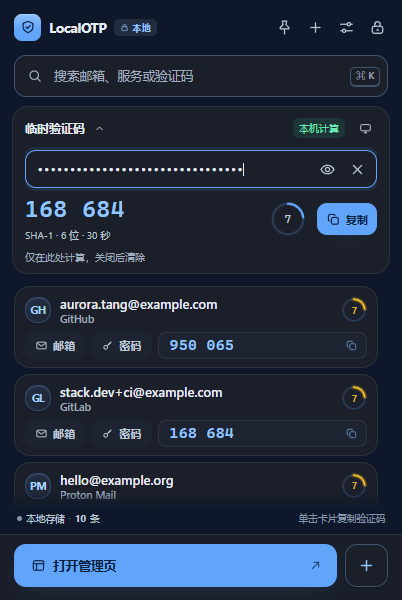 LocalOTP 本地
搜索邮箱、服务或验证码 ⌘ K
临时验证码 本机计算
••••••••••••••••••••••••••••••••
168 684 7 复制
SHA-1 · 6 位 · 30 秒
仅在此处计算，关闭后清除
GH aurora.tang@example.com 7
GitHub
邮箱 密码 950 065
GL stack.dev+ci@example.com 7
GitLab
邮箱 密码 168 684
PM hello@example.org 7
Proton Mail
本地存储 · 10 条 单击卡片复制验证码
打开管理页